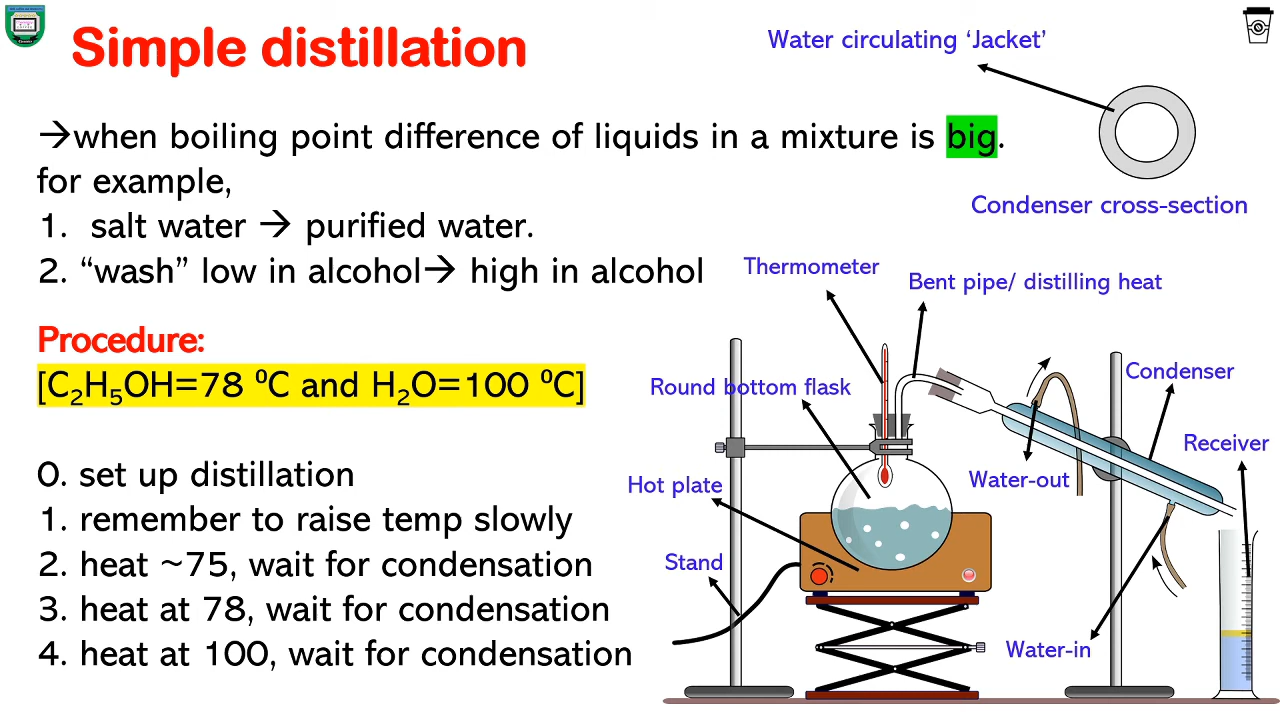 Simple distillation
Water circulating ‘Jacket’
→when boiling point difference of liquids in a mixture is big.
for example,
1. salt water → purified water.
2. “wash” low in alcohol→ high in alcohol
Condenser cross-section
Thermometer
Bent pipe/ distilling heat
Procedure:
[C₂H₅OH=78 ⁰C and H₂O=100 ⁰C]
Round bottom flask
Condenser
Receiver
0. set up distillation
Hot plate
Water-out
1. remember to raise temp slowly
2. heat ~75, wait for condensation
Stand
3. heat at 78, wait for condensation
4. heat at 100, wait for condensation
Water-in